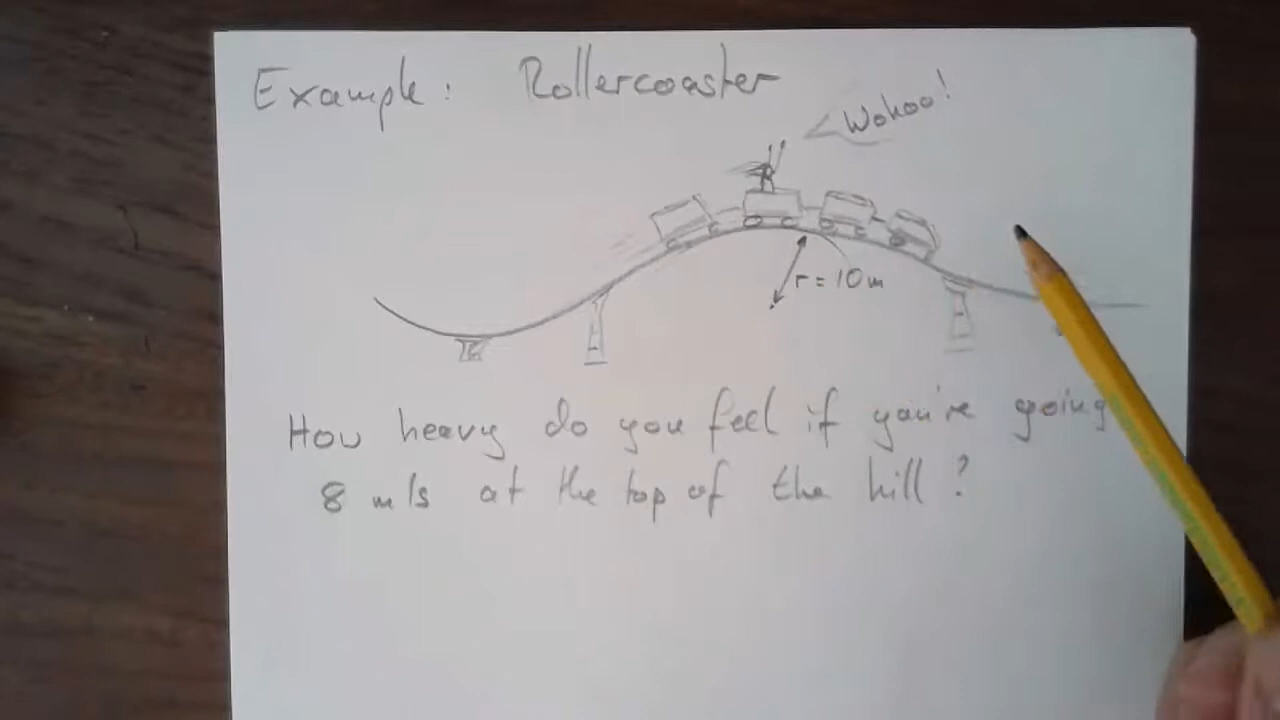 Example: Rollercoaster
Wohoo!
r = 10m
How heavy do you feel if you're going
8 m/s at the top of the hill?